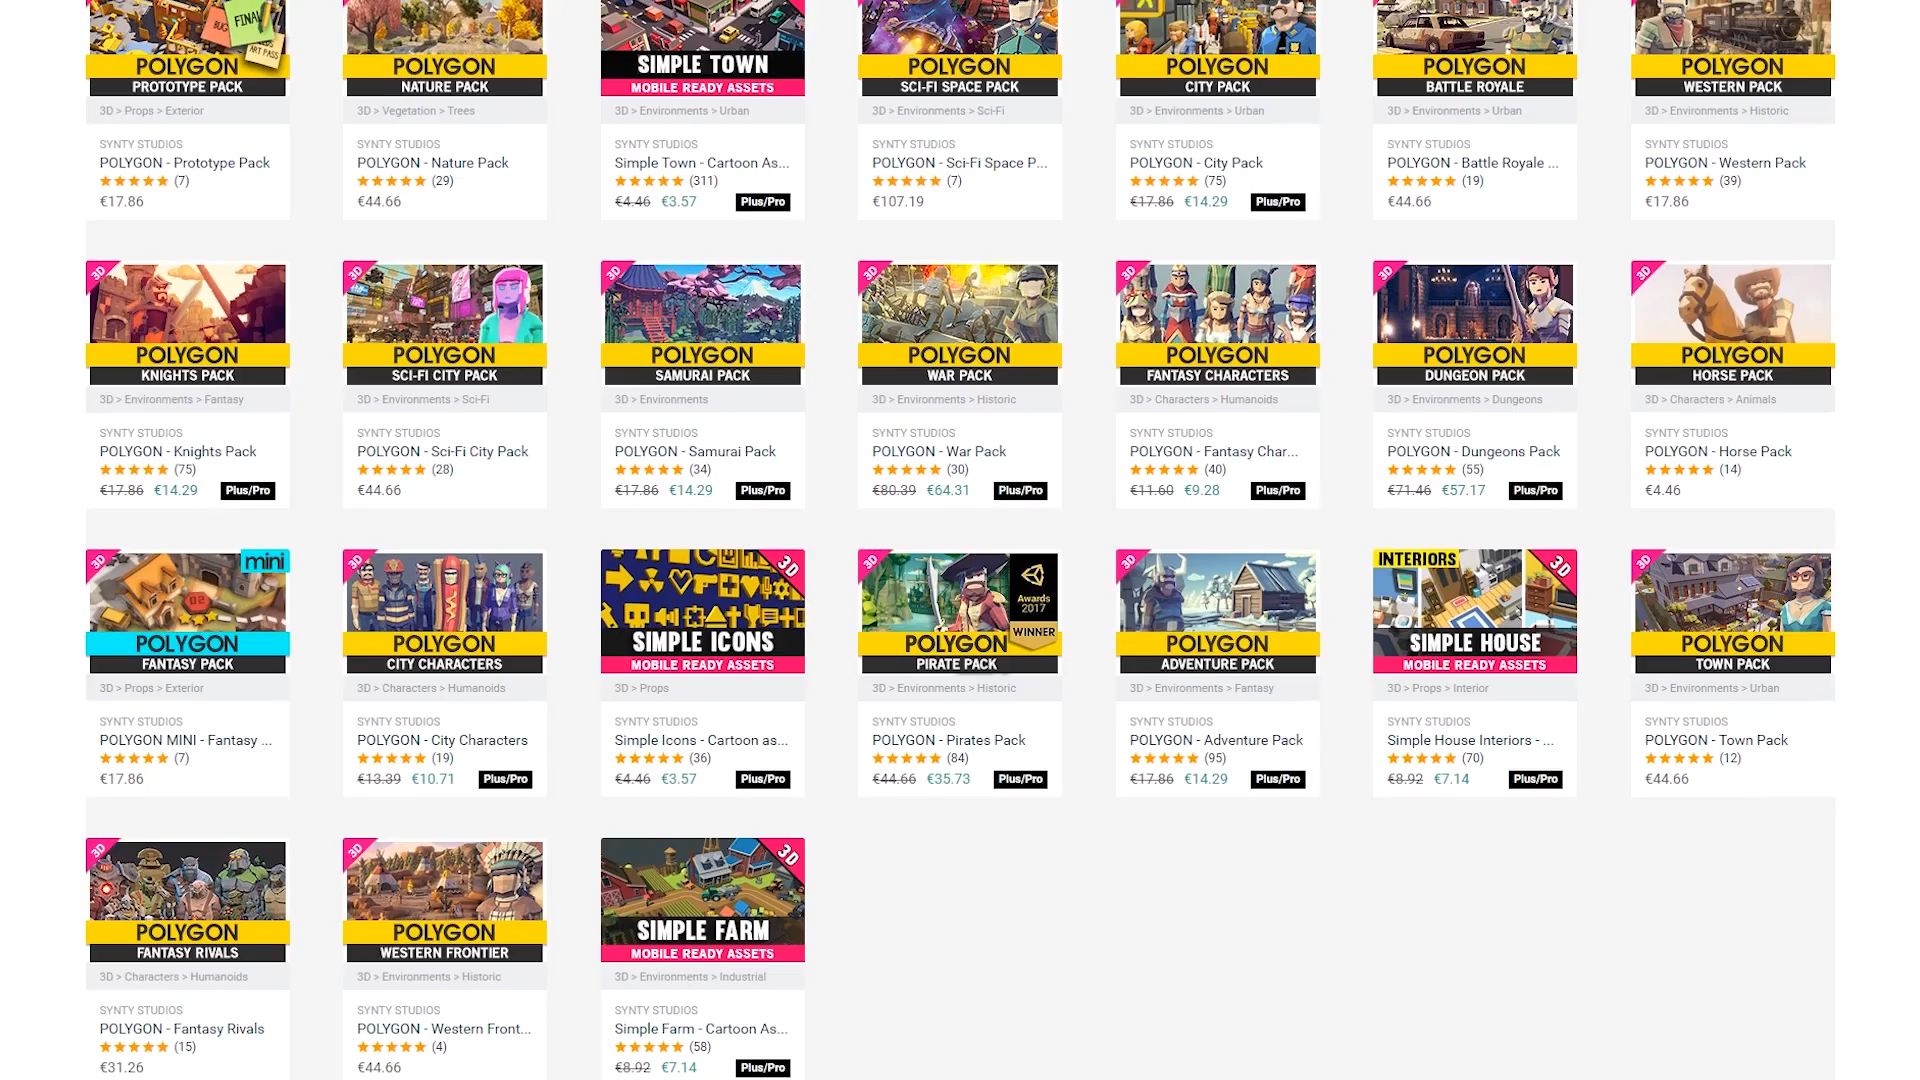 BUG
FINAL
ART PASS
POLYGON
PROTOTYPE PACK
3D > Props > Exterior
SYNTY STUDIOS
POLYGON - Prototype Pack
(7)
€17.86
POLYGON
NATURE PACK
3D > Vegetation > Trees
SYNTY STUDIOS
POLYGON - Nature Pack
(29)
€44.66
SIMPLE TOWN
MOBILE READY ASSETS
3D > Environments > Urban
SYNTY STUDIOS
Simple Town - Cartoon As...
(311)
€4.46 €3.57 Plus/Pro
POLYGON
SCI-FI SPACE PACK
3D > Environments > Sci-Fi
SYNTY STUDIOS
POLYGON - Sci-Fi Space P...
(7)
€107.19
POLYGON
CITY PACK
3D > Environments > Urban
SYNTY STUDIOS
POLYGON - City Pack
(75)
€17.86 €14.29 Plus/Pro
POLYGON
BATTLE ROYALE
3D > Environments > Urban
SYNTY STUDIOS
POLYGON - Battle Royale ...
(19)
€44.66
POLYGON
WESTERN PACK
3D > Environments > Historic
SYNTY STUDIOS
POLYGON - Western Pack
(39)
€17.86
3D
POLYGON
KNIGHTS PACK
3D > Environments > Fantasy
SYNTY STUDIOS
POLYGON - Knights Pack
(75)
€17.86 €14.29 Plus/Pro
3D
POLYGON
SCI-FI CITY PACK
3D > Environments > Sci-Fi
SYNTY STUDIOS
POLYGON - Sci-Fi City Pack
(28)
€44.66
3D
POLYGON
SAMURAI PACK
3D > Environments
SYNTY STUDIOS
POLYGON - Samurai Pack
(34)
€17.86 €14.29 Plus/Pro
3D
POLYGON
WAR PACK
3D > Environments > Historic
SYNTY STUDIOS
POLYGON - War Pack
(30)
€80.39 €64.31 Plus/Pro
3D
POLYGON
FANTASY CHARACTERS
3D > Characters > Humanoids
SYNTY STUDIOS
POLYGON - Fantasy Char...
(40)
€11.60 €9.28 Plus/Pro
3D
POLYGON
DUNGEON PACK
3D > Environments > Dungeons
SYNTY STUDIOS
POLYGON - Dungeons Pack
(55)
€71.46 €57.17 Plus/Pro
3D
POLYGON
HORSE PACK
3D > Characters > Animals
SYNTY STUDIOS
POLYGON - Horse Pack
(14)
€4.46
3D
mini
POLYGON
FANTASY PACK
3D > Props > Exterior
SYNTY STUDIOS
POLYGON MINI - Fantasy ...
(7)
€17.86
3D
POLYGON
CITY CHARACTERS
3D > Characters > Humanoids
SYNTY STUDIOS
POLYGON - City Characters
(19)
€13.39 €10.71 Plus/Pro
3D
SIMPLE ICONS
MOBILE READY ASSETS
3D > Props
SYNTY STUDIOS
Simple Icons - Cartoon as...
(36)
€4.46 €3.57 Plus/Pro
3D
Awards
2017
WINNER
POLYGON
PIRATE PACK
3D > Environments > Historic
SYNTY STUDIOS
POLYGON - Pirates Pack
(84)
€44.66 €35.73 Plus/Pro
3D
POLYGON
ADVENTURE PACK
3D > Environments > Fantasy
SYNTY STUDIOS
POLYGON - Adventure Pack
(95)
€17.86 €14.29 Plus/Pro
INTERIORS
3D
SIMPLE HOUSE
MOBILE READY ASSETS
3D > Props > Interior
SYNTY STUDIOS
Simple House Interiors - ...
(70)
€8.92 €7.14 Plus/Pro
3D
POLYGON
TOWN PACK
3D > Environments > Urban
SYNTY STUDIOS
POLYGON - Town Pack
(12)
€44.66
3D
POLYGON
FANTASY RIVALS
3D > Characters > Humanoids
SYNTY STUDIOS
POLYGON - Fantasy Rivals
(15)
€31.26
3D
POLYGON
WESTERN FRONTIER
3D > Environments > Historic
SYNTY STUDIOS
POLYGON - Western Front...
(4)
€44.66
3D
SIMPLE FARM
MOBILE READY ASSETS
3D > Environments > Industrial
SYNTY STUDIOS
Simple Farm - Cartoon As...
(58)
€8.92 €7.14 Plus/Pro